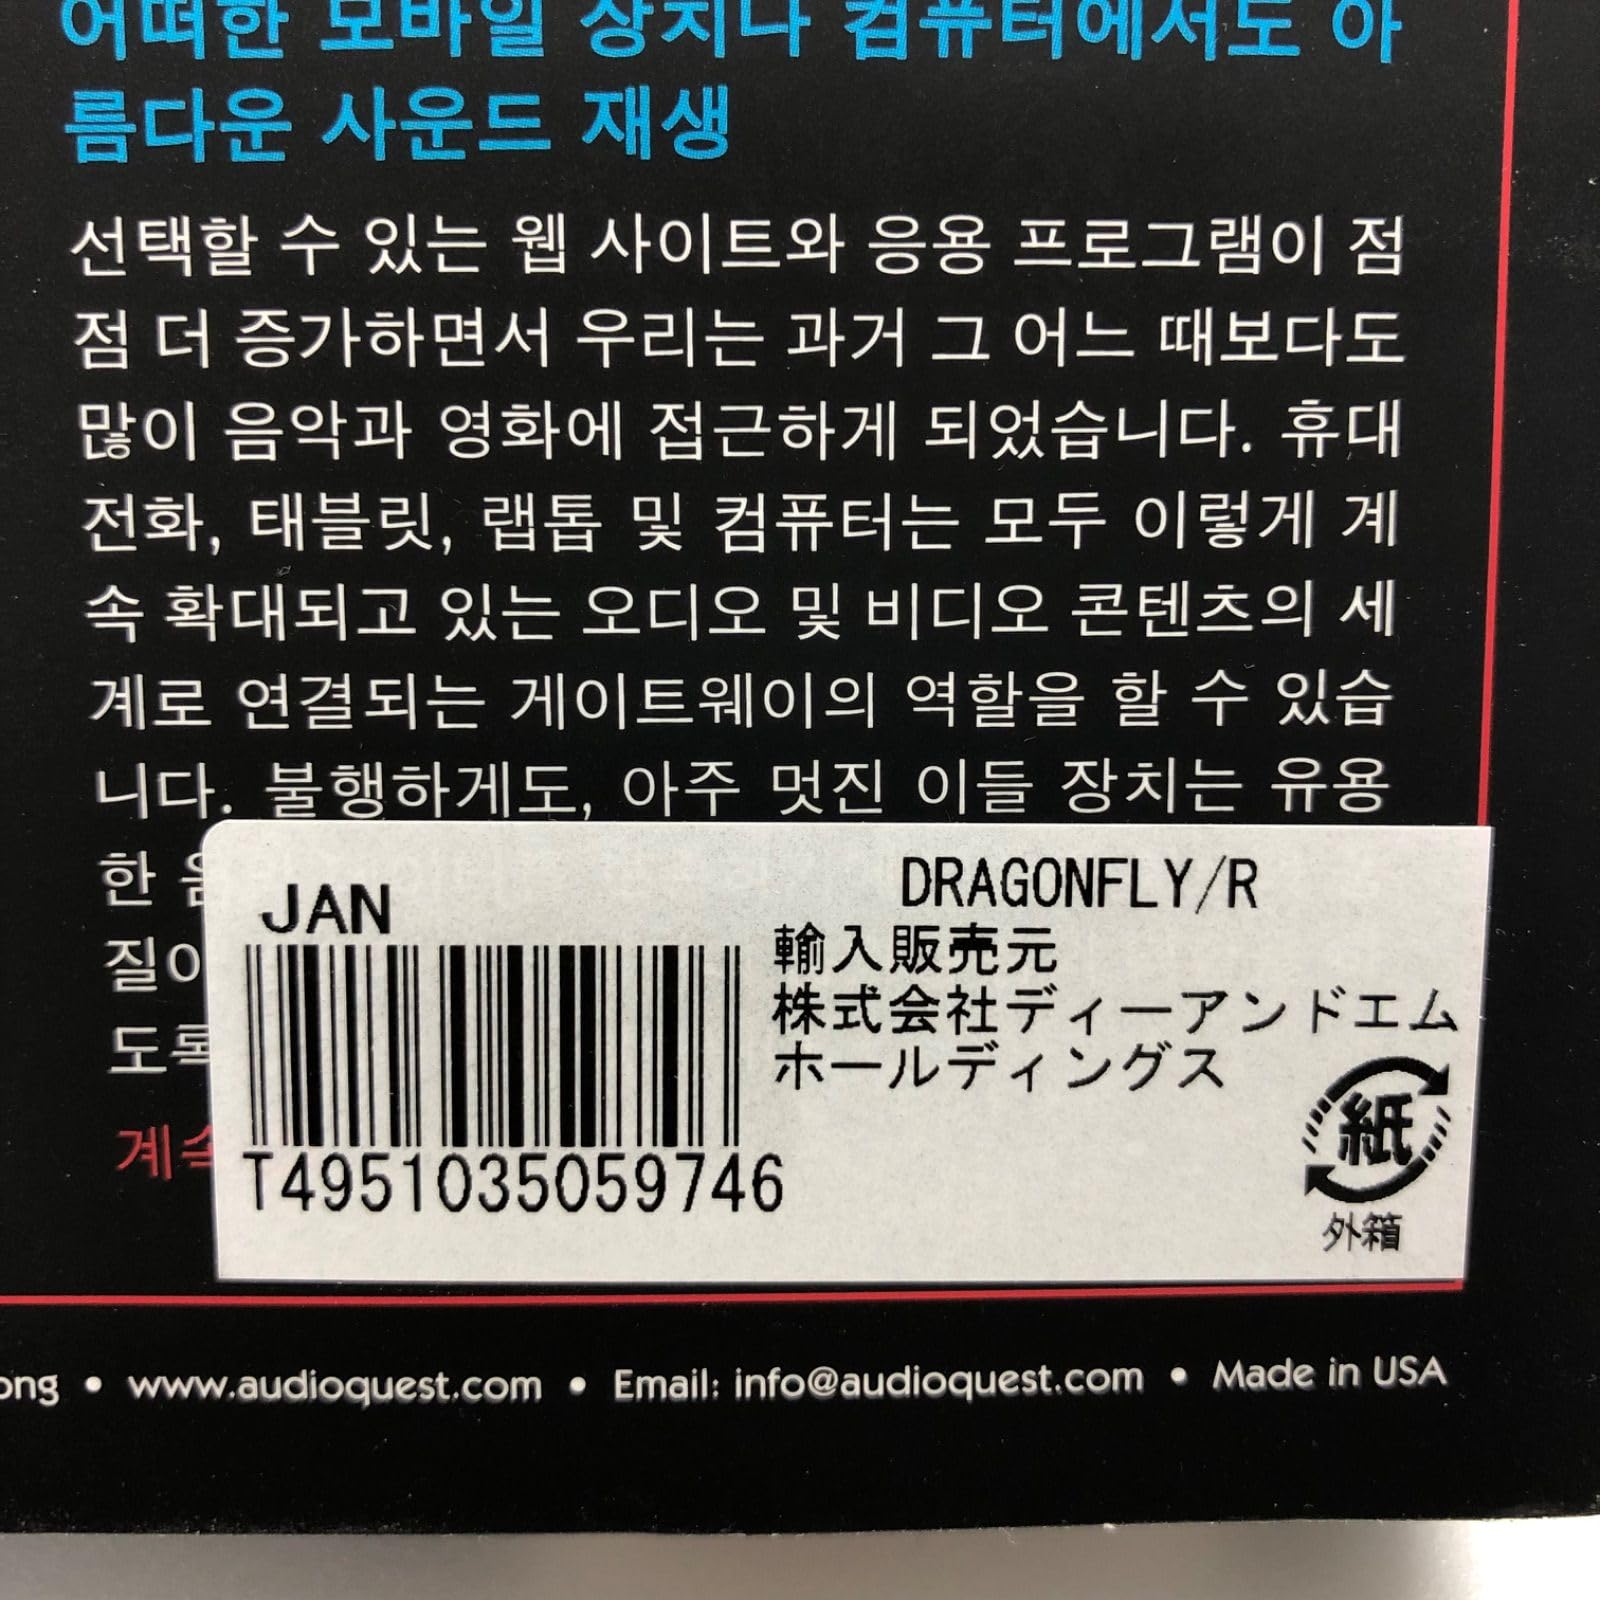 어떠한 모바일 장치나 컴퓨터에서도 아
름다운 사운드 재생
선택할 수 있는 웹 사이트와 응용 프로그램이 점
점 더 증가하면서 우리는 과거 그 어느 때보다도
많이 음악과 영화에 접근하게 되었습니다. 휴대
전화, 태블릿, 랩톱 및 컴퓨터는 모두 이렇게 계
속 확대되고 있는 오디오 및 비디오 콘텐츠의 세
계로 연결되는 게이트웨이의 역할을 할 수 있습
니다. 불행하게도, 아주 멋진 이들 장치는 유용
한
도록
계속
JAN
T4951035059746
DRAGONFLY/R
輸入販売元
株式会社ディーアンドエム
ホールディングス
紙
外箱
www.audioquest.com • Email: info@audioquest.com • Made in USA